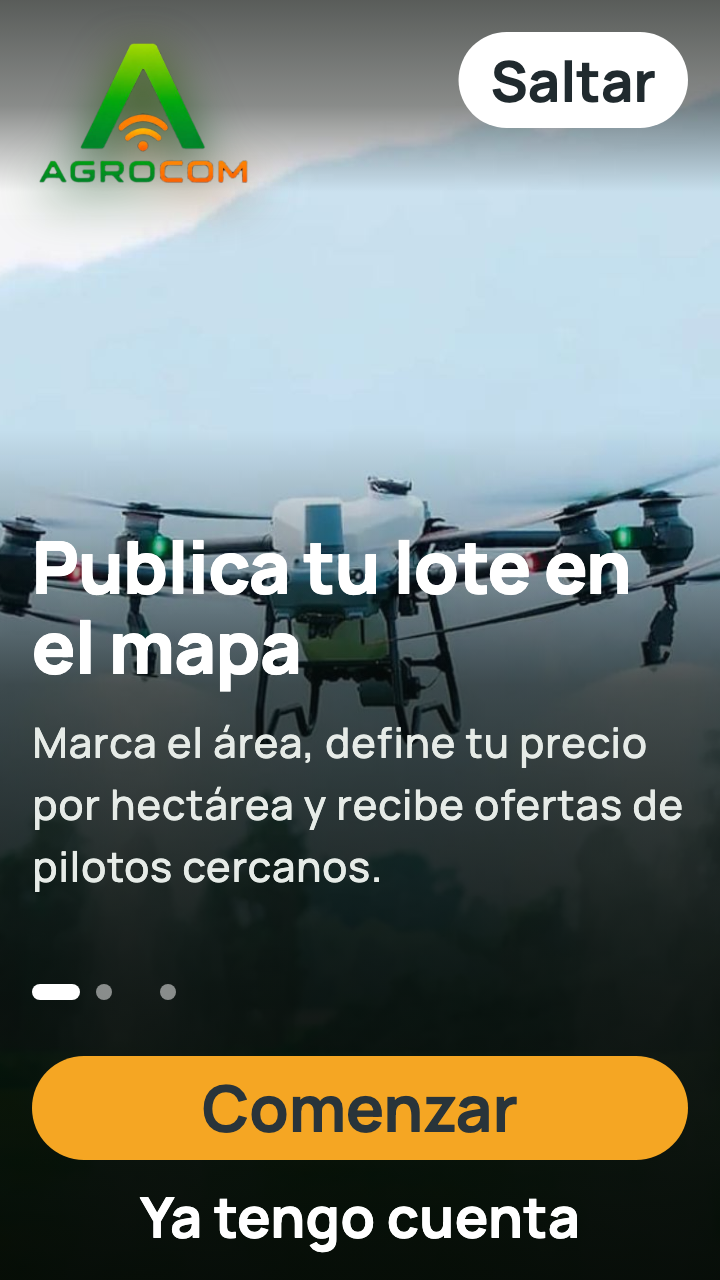 AGROCOM
Saltar
Publica tu lote en
el mapa
Marca el área, define tu precio
por hectárea y recibe ofertas de
pilotos cercanos.
Comenzar
Ya tengo cuenta